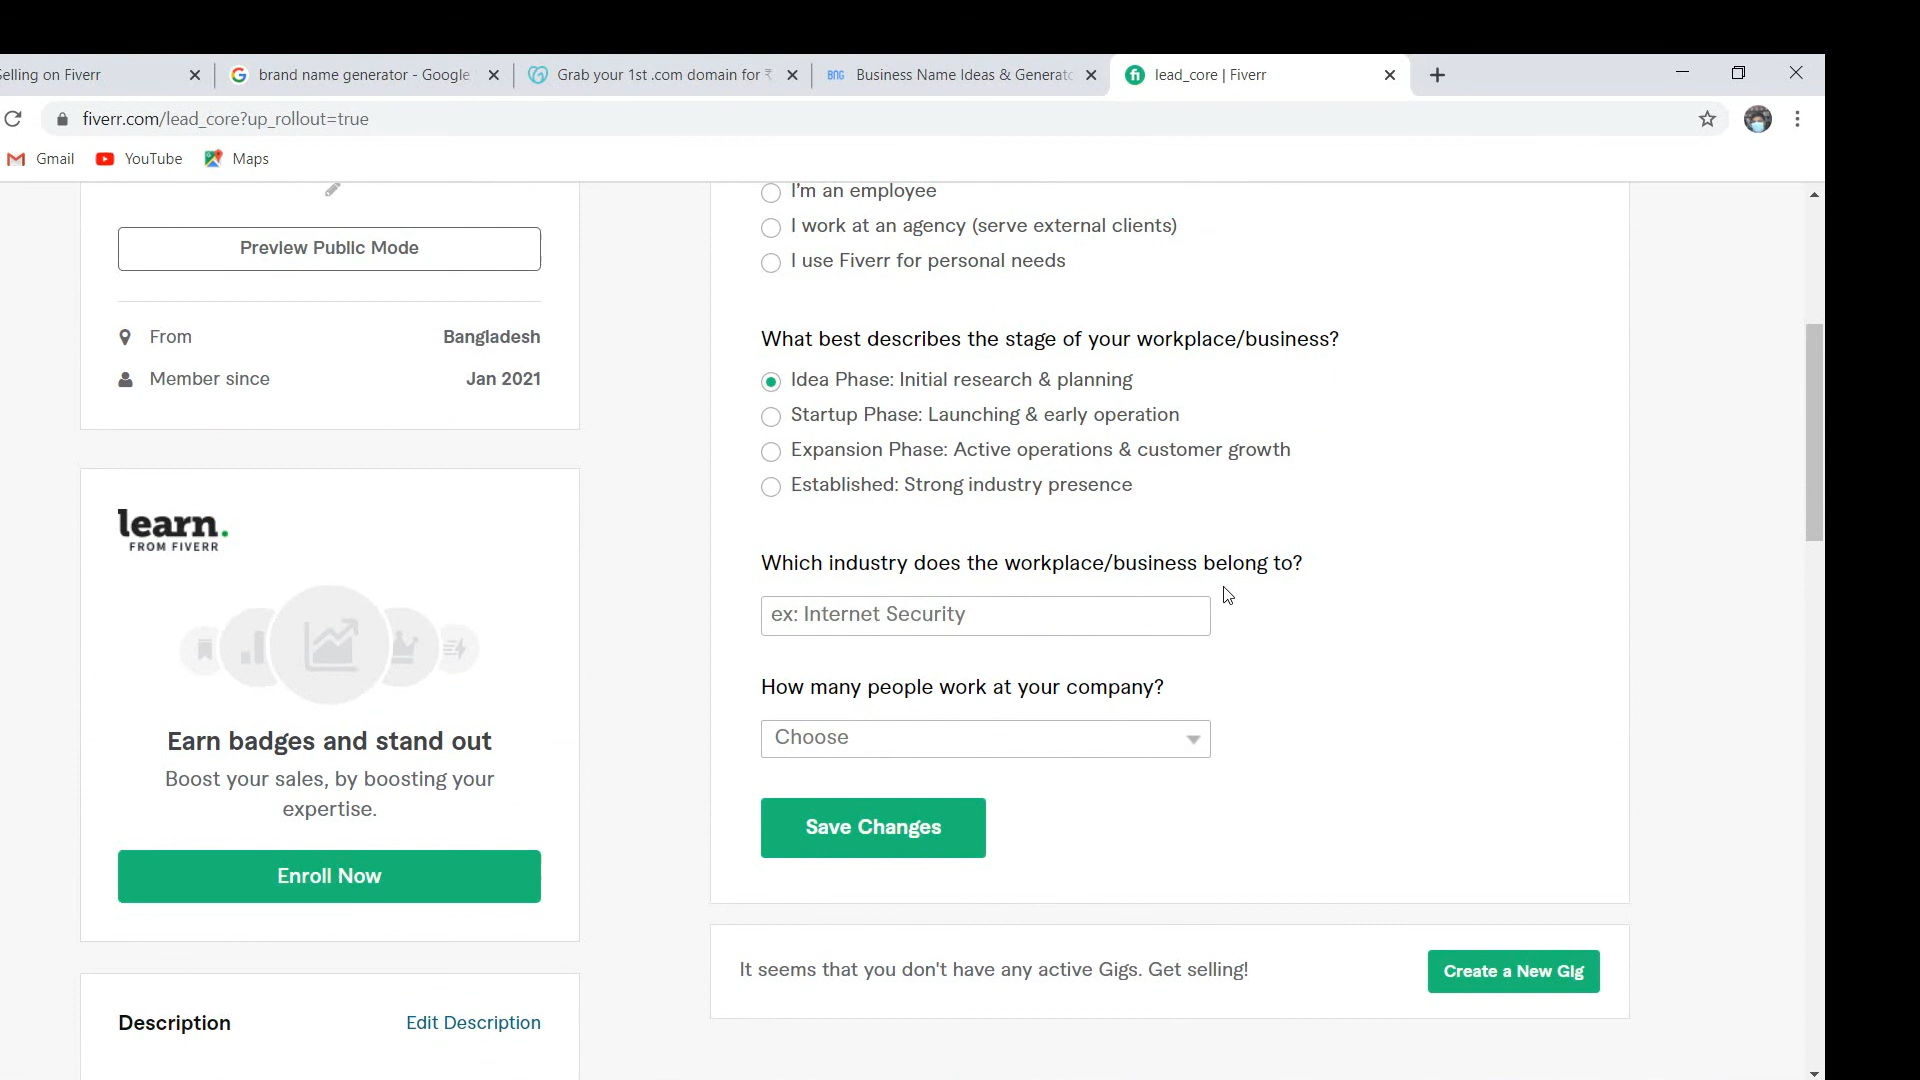 elling on Fiverr
brand name generator - Google
Grab your 1st .com domain for ₹
BNG Business Name Ideas & Generato
fi lead_core | Fiverr
fiverr.com/lead_core?up_rollout=true
Gmail
YouTube
Maps
Preview Public Mode
From Bangladesh
Member since Jan 2021
learn.
FROM FIVERR
Earn badges and stand out
Boost your sales, by boosting your
expertise.
Enroll Now
Description Edit Description
I'm an employee
I work at an agency (serve external clients)
I use Fiverr for personal needs
What best describes the stage of your workplace/business?
Idea Phase: Initial research & planning
Startup Phase: Launching & early operation
Expansion Phase: Active operations & customer growth
Established: Strong industry presence
Which industry does the workplace/business belong to?
ex: Internet Security
How many people work at your company?
Choose
Save Changes
It seems that you don't have any active Gigs. Get selling!
Create a New Gig